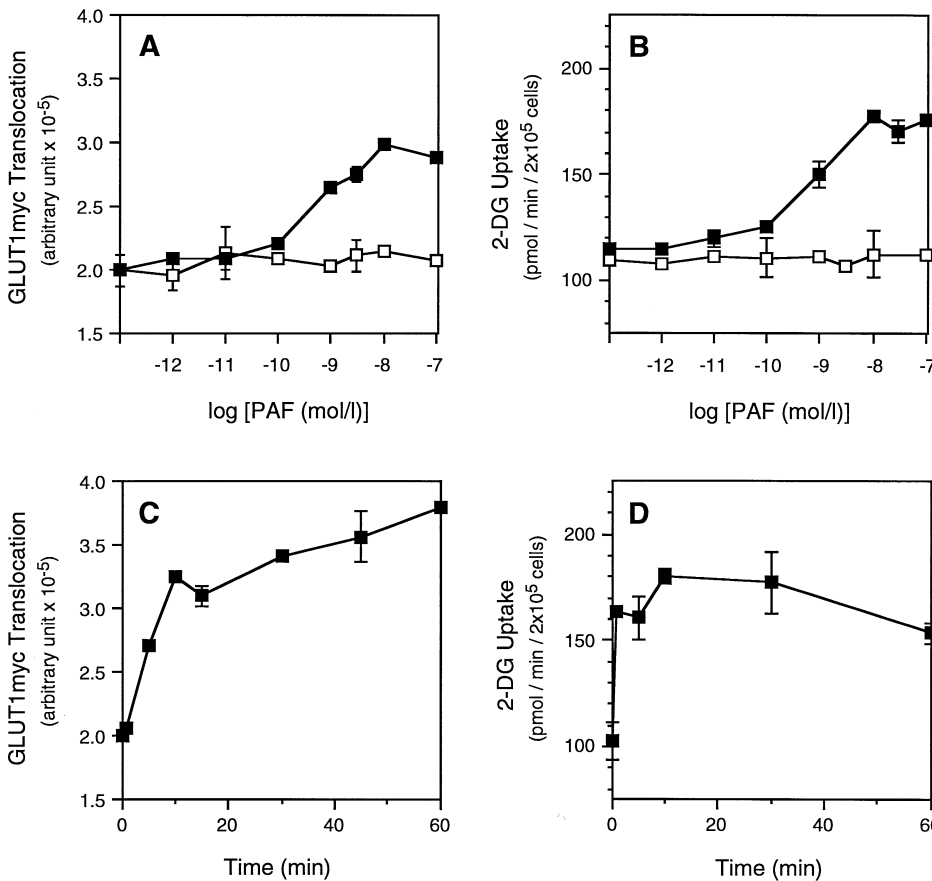 A
GLUT1myc Translocation
(arbitrary unit x 10-5)
4.0
3.5
3.0
2.5
2.0
1.5
-12 -11 -10 -9 -8 -7
log [PAF (mol/l)]
B
2-DG Uptake
(pmol / min / 2x105 cells)
200
150
100
-12 -11 -10 -9 -8 -7
log [PAF (mol/l)]
C
GLUT1myc Translocation
(arbitrary unit x 10-5)
4.0
3.5
3.0
2.5
2.0
1.5
0 20 40 60
Time (min)
D
2-DG Uptake
(pmol / min / 2x105 cells)
200
150
100
0 20 40 60
Time (min)